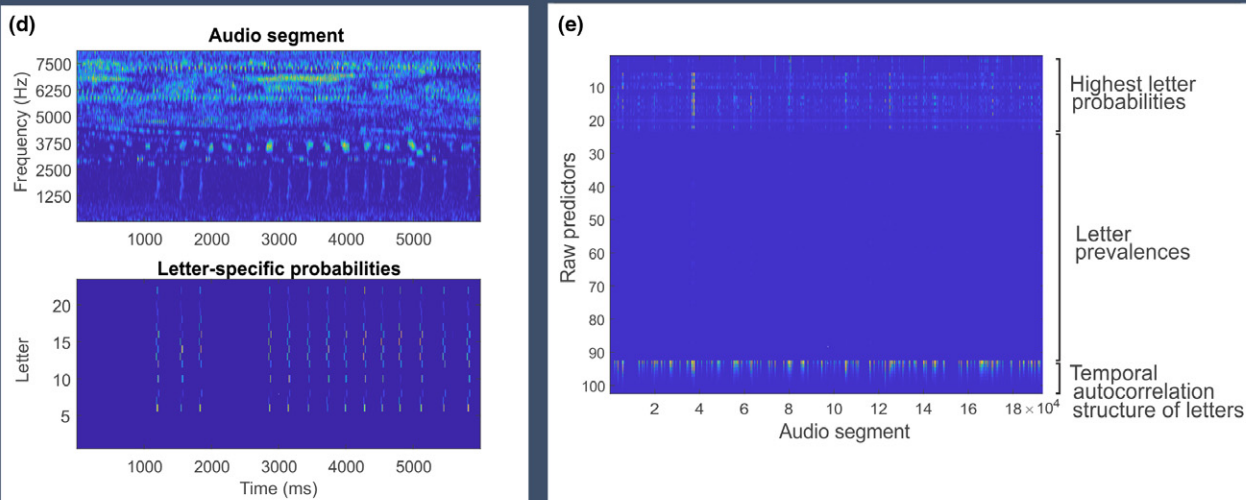 (d)
Audio segment
Frequency (Hz)
7500
6250
5000
3750
2500
1250
1000 2000 3000 4000 5000
Letter-specific probabilities
Letter
20
15
10
5
1000 2000 3000 4000 5000
Time (ms)
(e)
Raw predictors
10
20
30
40
50
60
70
80
90
100
2 4 6 8 10 12 14 16 18 ×10⁴
Audio segment
Highest letter
probabilities
Letter
prevalences
Temporal
autocorrelation
structure of letters